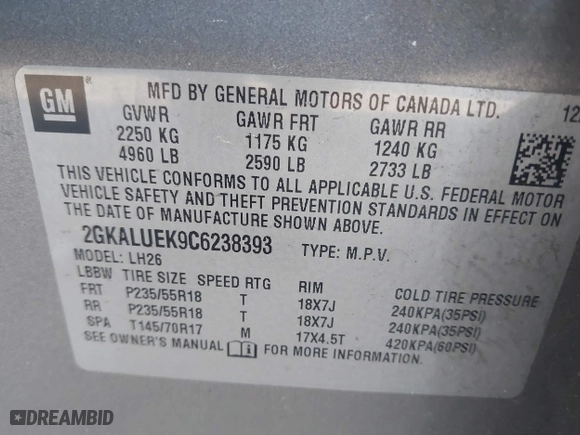 GM ® MFD BY GENERAL MOTORS OF CANADA LTD.
GVWR GAWR FRT GAWR RR
2250 KG 1175 KG 1240 KG
4960 LB 2590 LB 2733 LB
THIS VEHICLE CONFORMS TO ALL APPLICABLE U.S. FEDERAL MOTOR
VEHICLE SAFETY AND THEFT PREVENTION STANDARDS IN EFFECT ON
THE DATE OF MANUFACTURE SHOWN ABOVE.
2GKALUEK9C6238393 TYPE: M.P.V.
MODEL: LH26
LBBW TIRE SIZE SPEED RTG RIM COLD TIRE PRESSURE
FRT P235/55R18 T 18X7J 240KPA(35PSI)
RR P235/55R18 T 18X7J 240KPA(35PSI)
SPA T145/70R17 M 17X4.5T 420KPA(60PSI)
SEE OWNER'S MANUAL FOR MORE INFORMATION.
DREAMBID